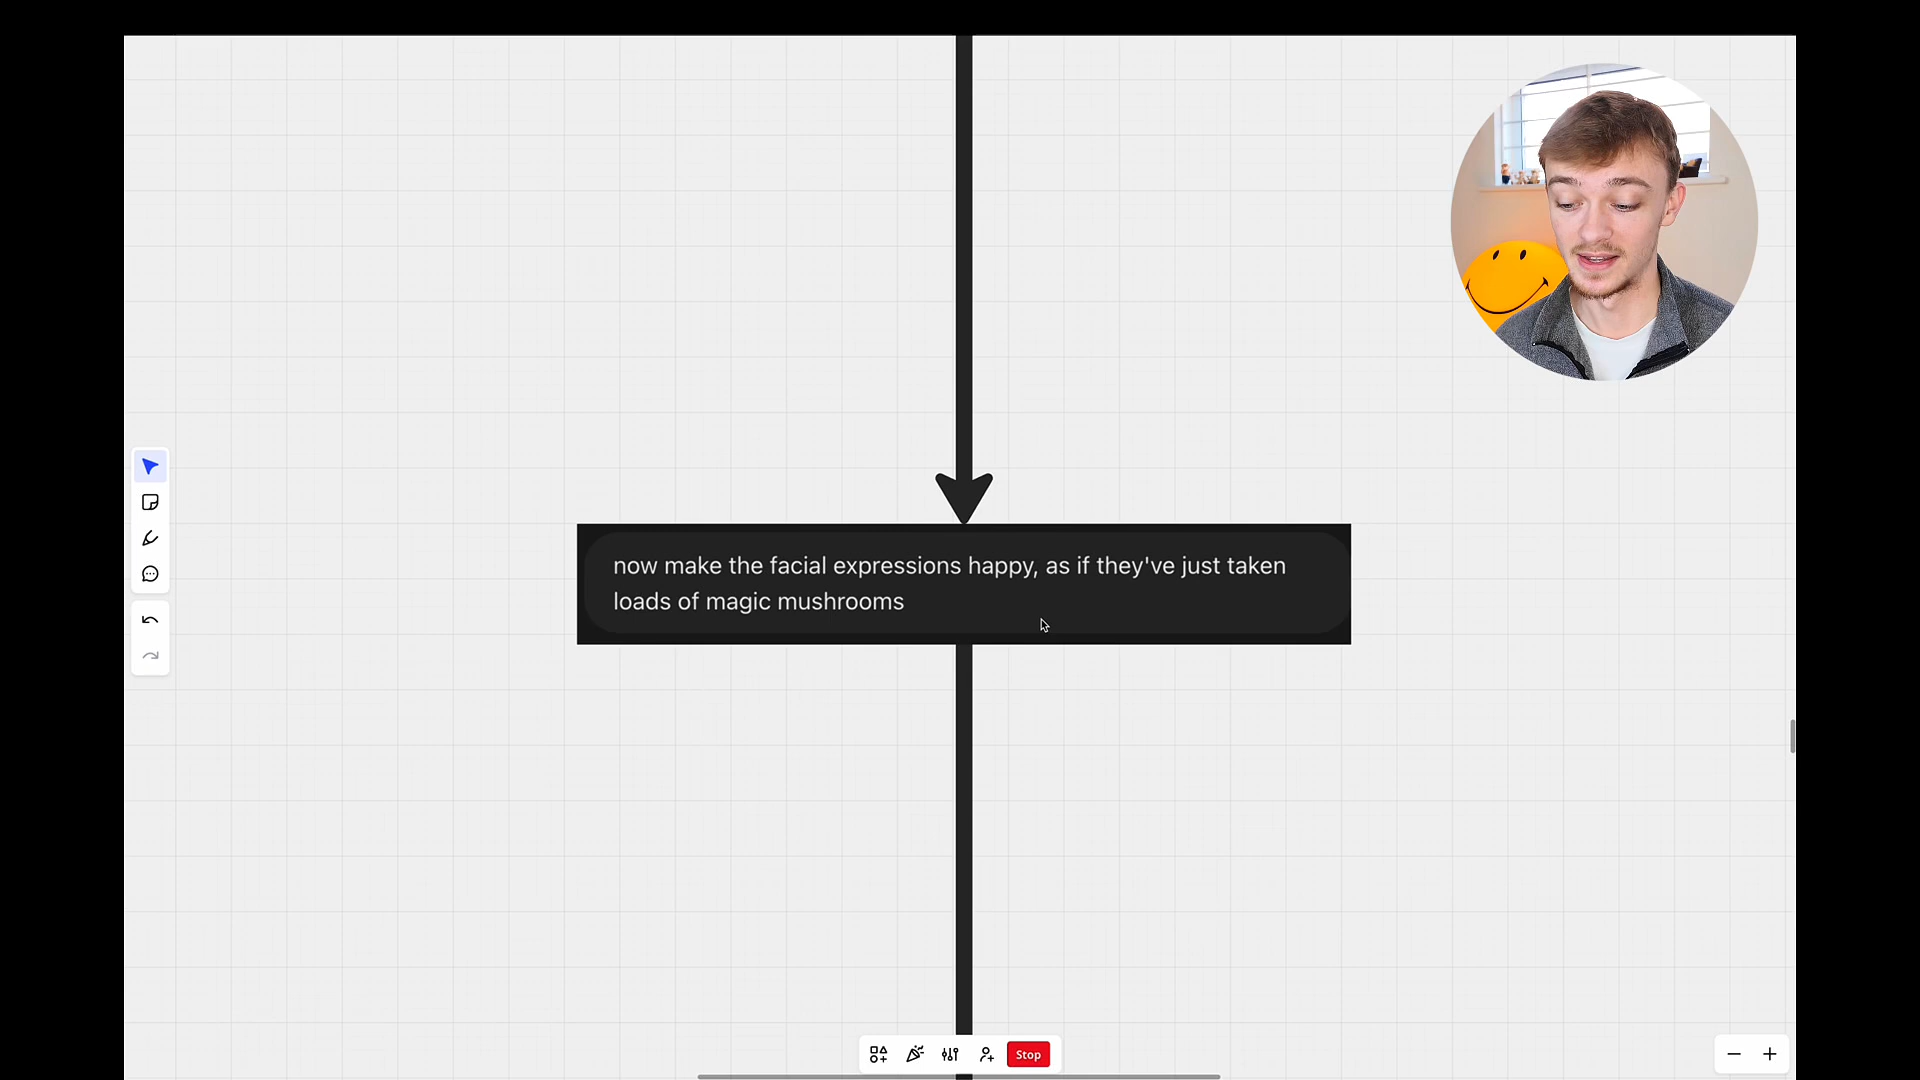 now make the facial expressions happy, as if they've just taken
loads of magic mushrooms
Stop